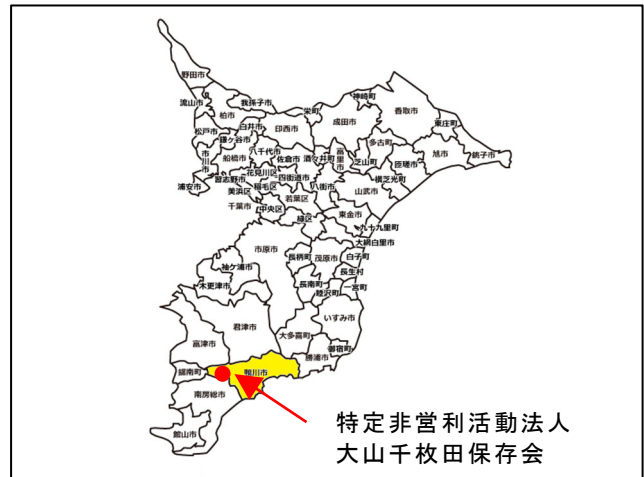 野田市
流山市
柏市
我孫子市
松戸市
鎌ヶ谷市
白井市
印西市
栄町
成田市
神崎町
香取市
東庄町
銚子市
旭市
匝瑳市
多古町
芝山町
横芝光町
山武市
富里市
酒々井町
佐倉市
八千代市
船橋市
市川市
浦安市
習志野市
花見川区
美浜区
稲毛区
千葉市
中央区
若葉区
緑区
四街道市
八街市
東金市
九十九里町
大網白里市
白子町
茂原市
長柄町
長生村
一宮町
長南町
睦沢町
市原市
袖ケ浦市
木更津市
君津市
富津市
大多喜町
いすみ市
御宿町
勝浦市
鴨川市
鋸南町
南房総市
館山市
特定非営利活動法人
大山千枚田保存会